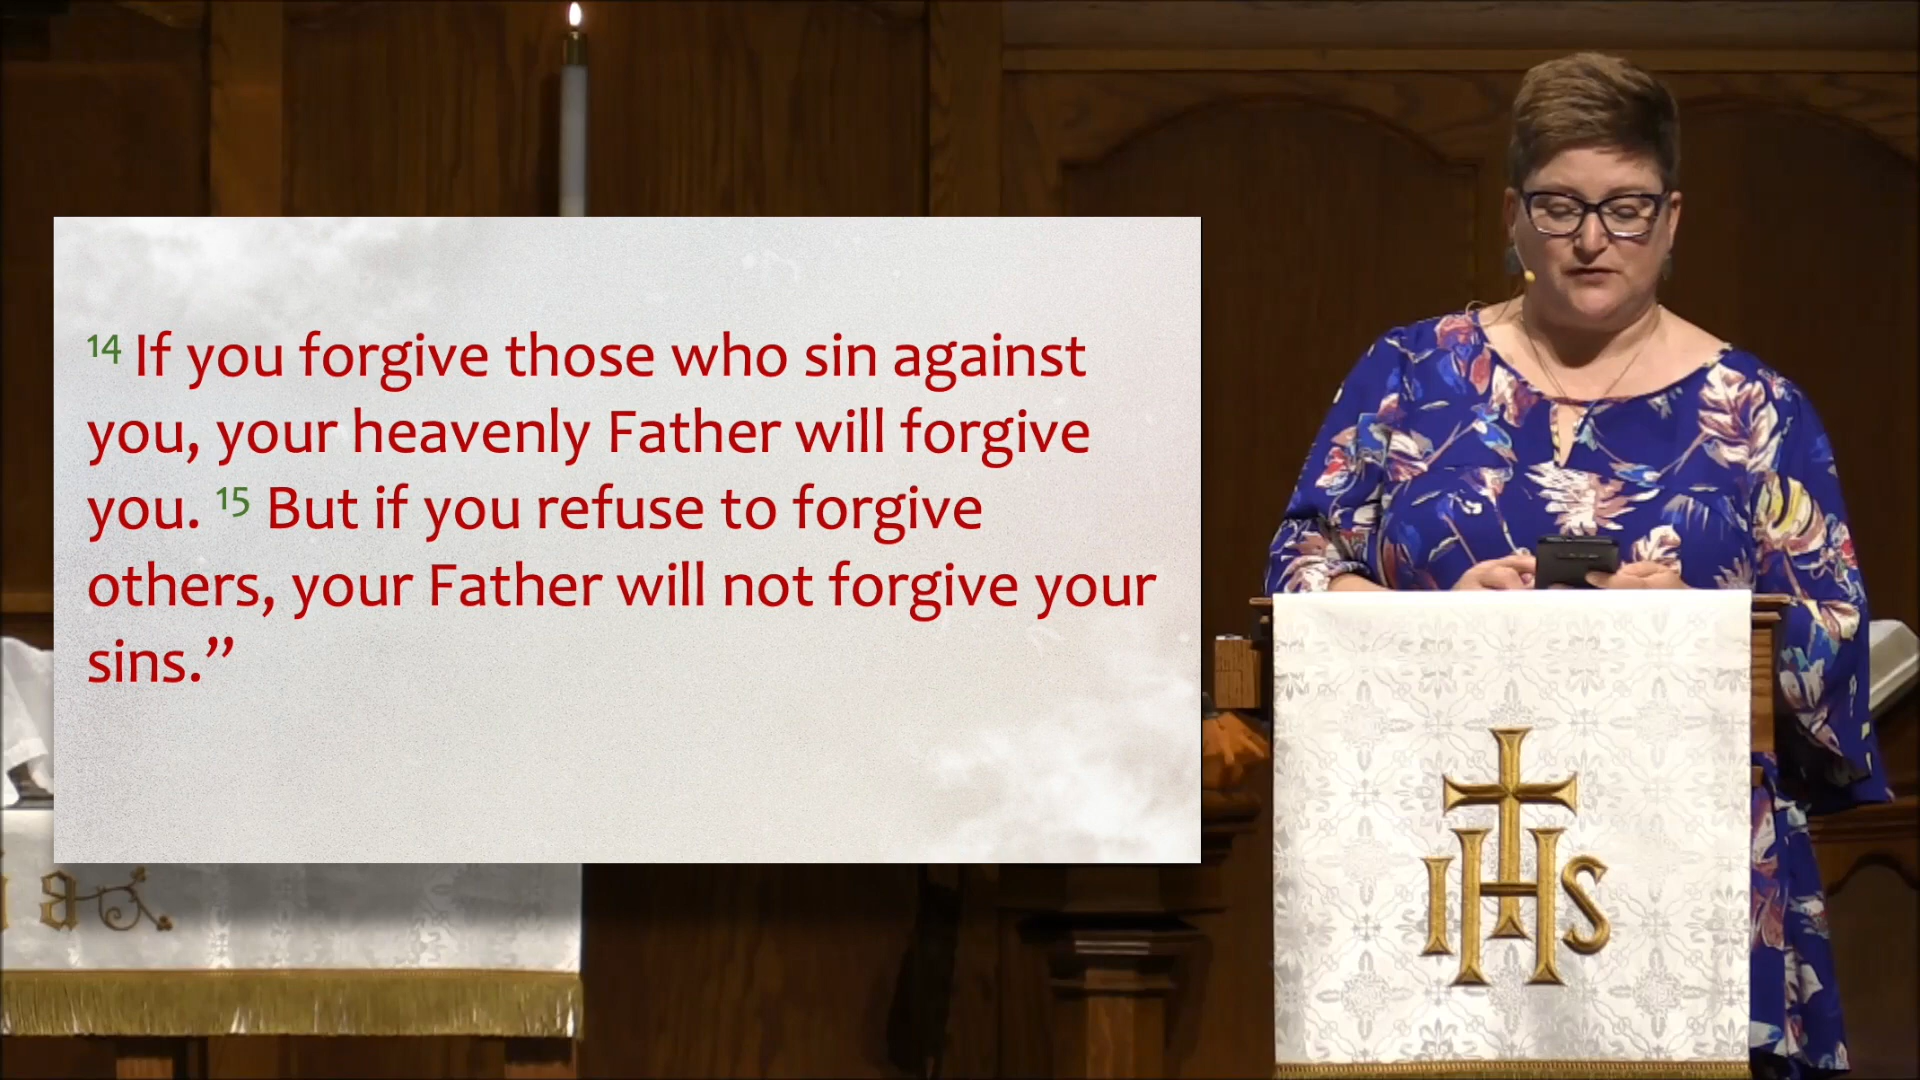 14 If you forgive those who sin against
you, your heavenly Father will forgive
you. 15 But if you refuse to forgive
others, your Father will not forgive your
sins.”
IHS